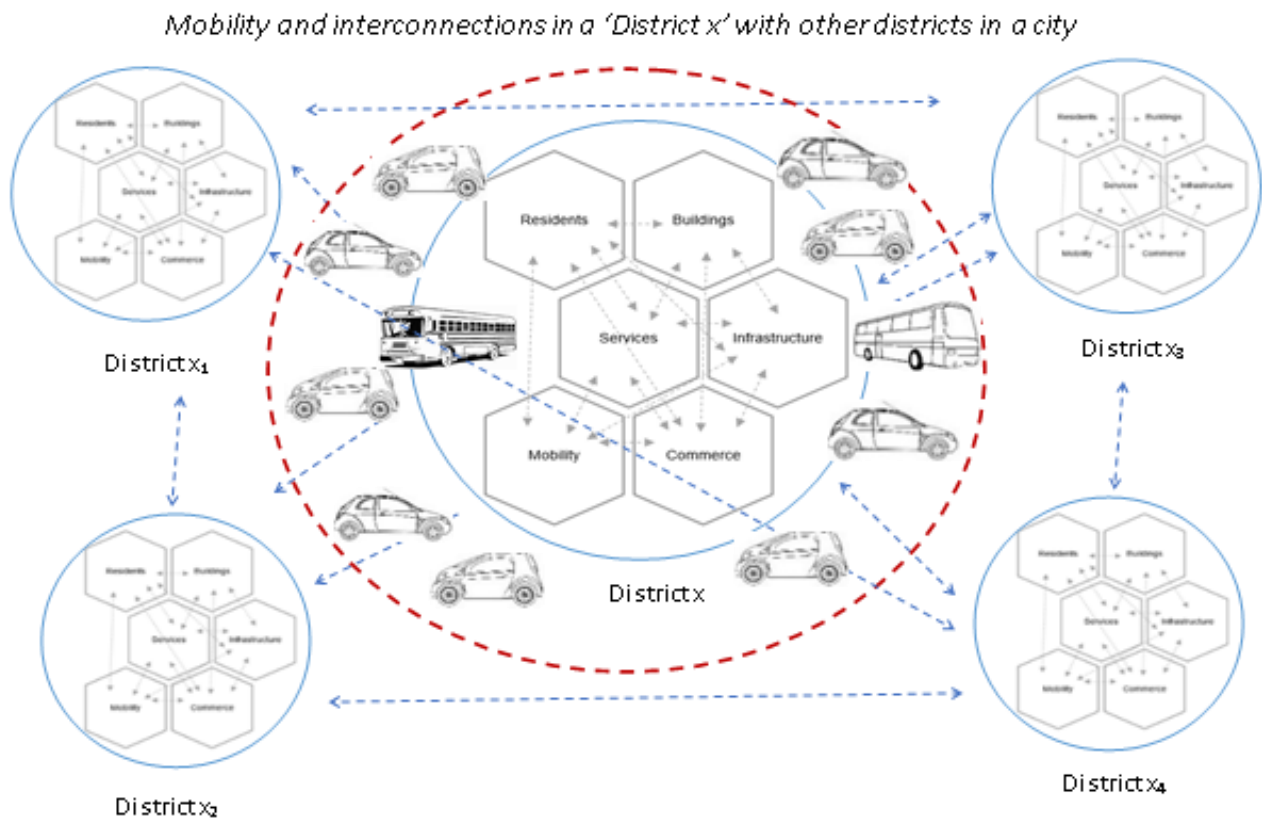 Mobility and interconnections in a 'District x' with other districts in a city
Residents
Buildings
Services
Infrastructure
Mobility
Commerce
District x₁
Residents
Buildings
Services
Infrastructure
Mobility
Commerce
District x
Residents
Buildings
Services
Infrastructure
Mobility
Commerce
District x₃
Residents
Buildings
Services
Infrastructure
Mobility
Commerce
District x₂
Residents
Buildings
Services
Infrastructure
Mobility
Commerce
District x₄